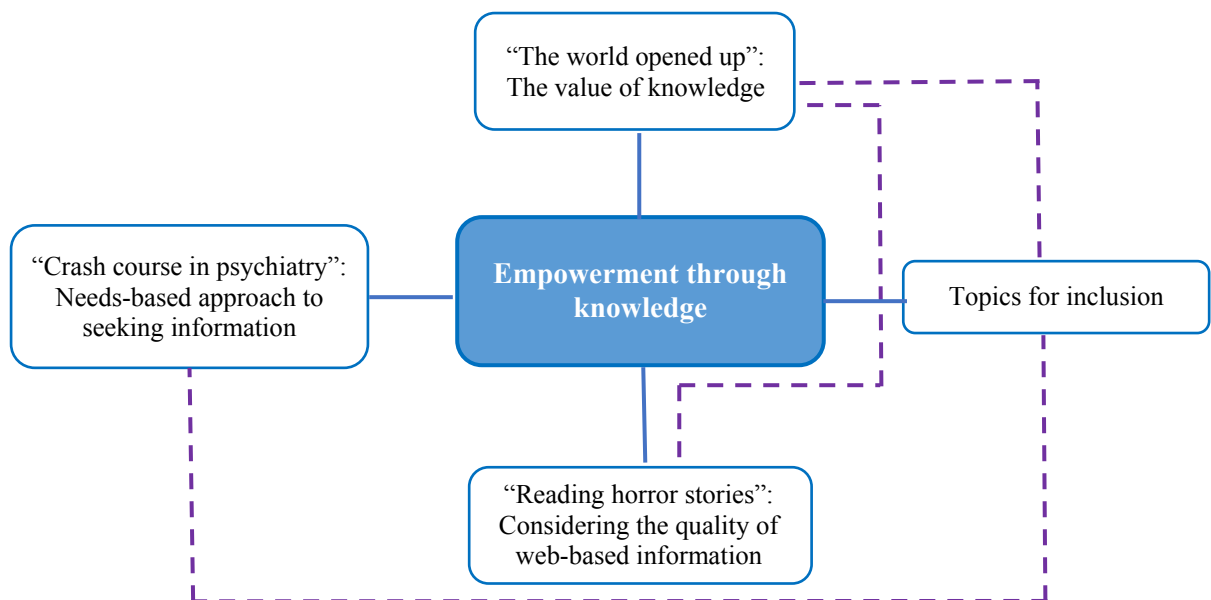 “The world opened up”:
The value of knowledge
“Crash course in psychiatry”:
Needs-based approach to
seeking information
Empowerment through
knowledge
Topics for inclusion
“Reading horror stories”:
Considering the quality of
web-based information